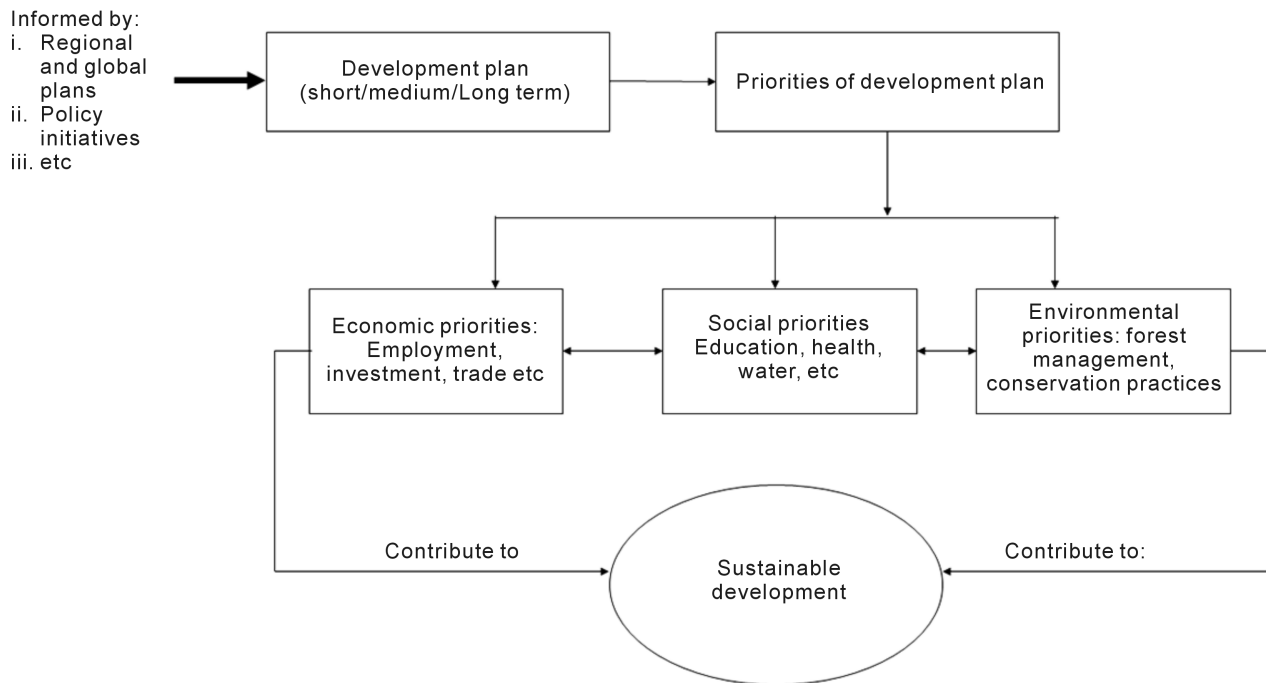 Informed by:
i. Regional
and global
plans
ii. Policy
initiatives
iii. etc
Development plan
(short/medium/Long term)
Priorities of development plan
Economic priorities:
Employment,
investment, trade etc
Social priorities
Education, health,
water, etc
Environmental
priorities: forest
management,
conservation practices
Contribute to
Sustainable
development
Contribute to: